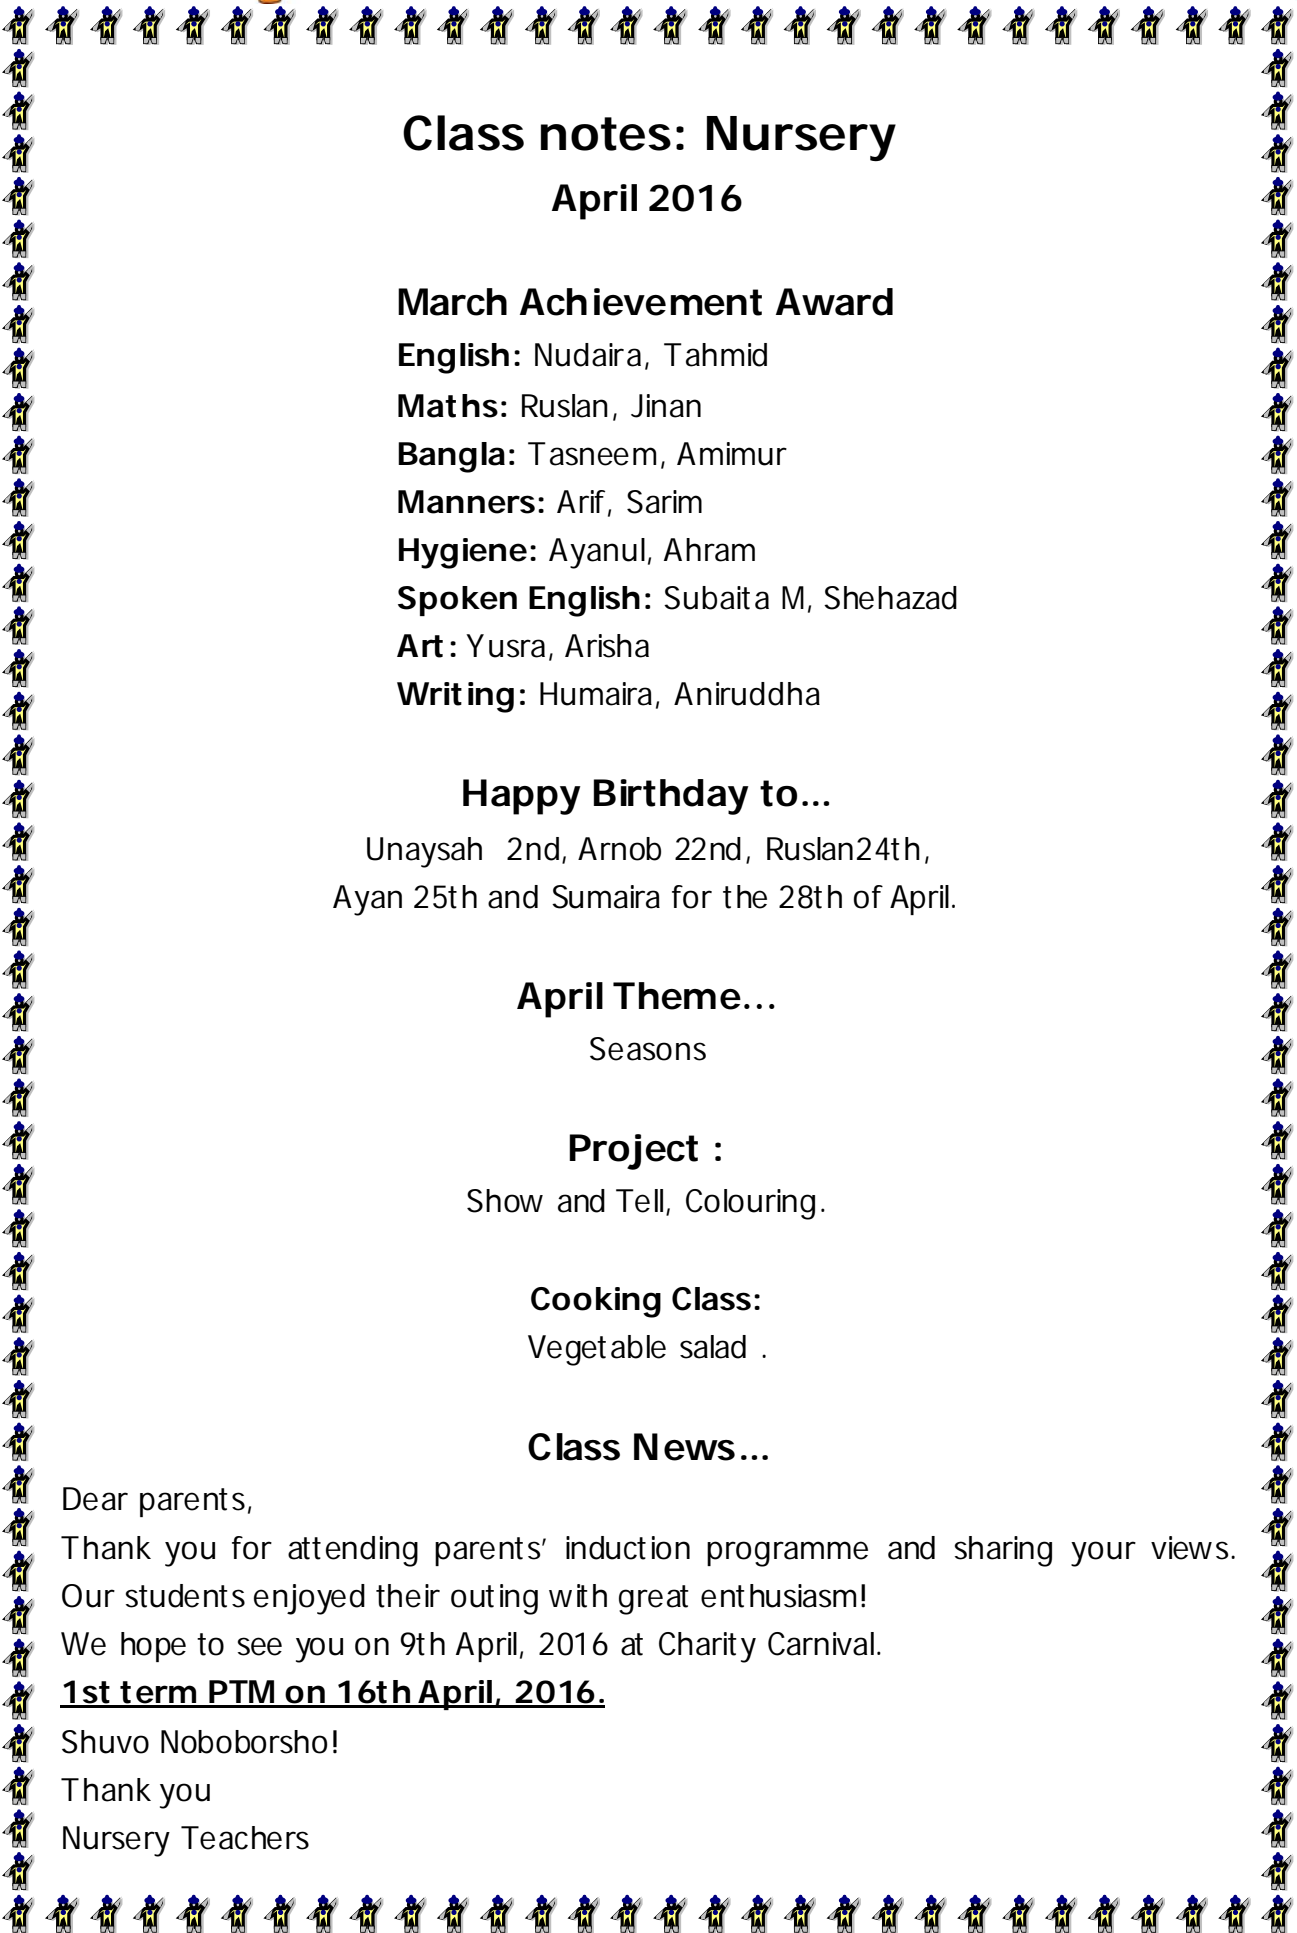 Class notes: Nursery
April 2016
March Achievement Award
English: Nudaira, Tahmid
Maths: Ruslan, Jinan
Bangla: Tasneem, Amimur
Manners: Arif, Sarim
Hygiene: Ayanul, Ahram
Spoken English: Subaita M, Shehazad
Art: Yusra, Arisha
Writing: Humaira, Aniruddha
Happy Birthday to...
Unaysah 2nd, Arnob 22nd, Ruslan24th,
Ayan 25th and Sumaira for the 28th of April.
April Theme...
Seasons
Project :
Show and Tell, Colouring.
Cooking Class:
Vegetable salad .
Class News...
Dear parents,
Thank you for attending parents’ induction programme and sharing your views.
Our students enjoyed their outing with great enthusiasm!
We hope to see you on 9th April, 2016 at Charity Carnival.
1st term PTM on 16th April, 2016.
Shuvo Noboborsho!
Thank you
Nursery Teachers